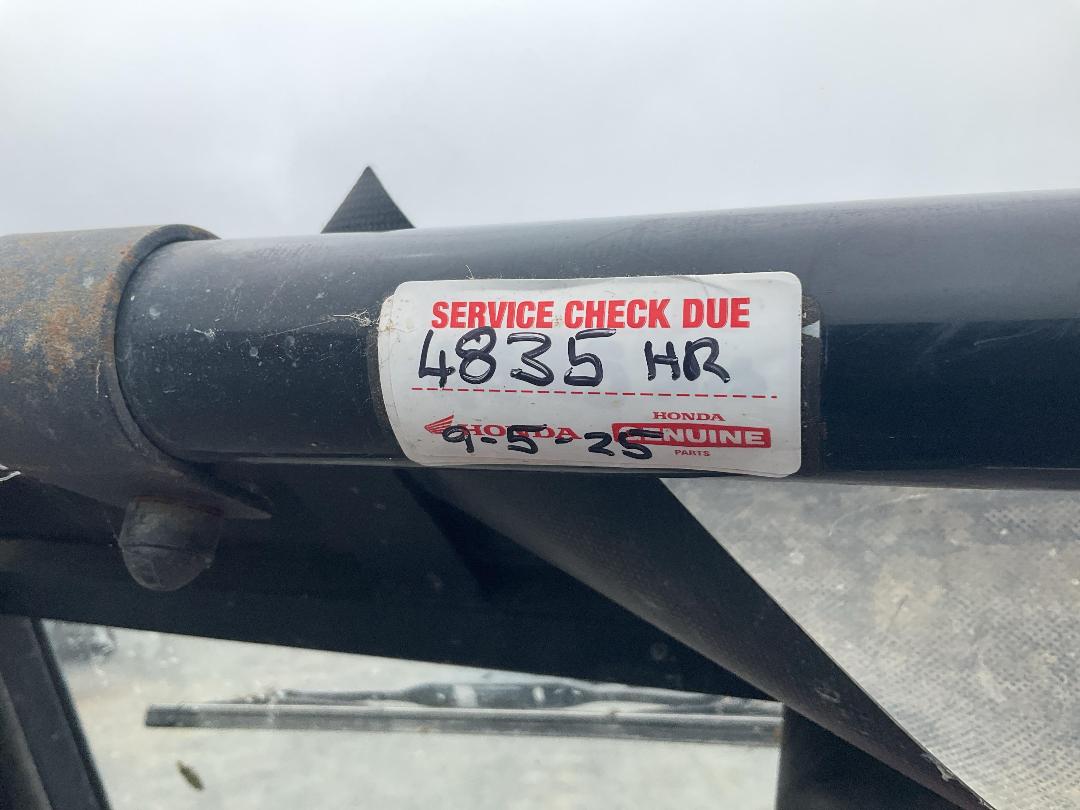 SERVICE CHECK DUE
4835 HR
HONDA
HONDA
GENUINE
PARTS
9-5-25